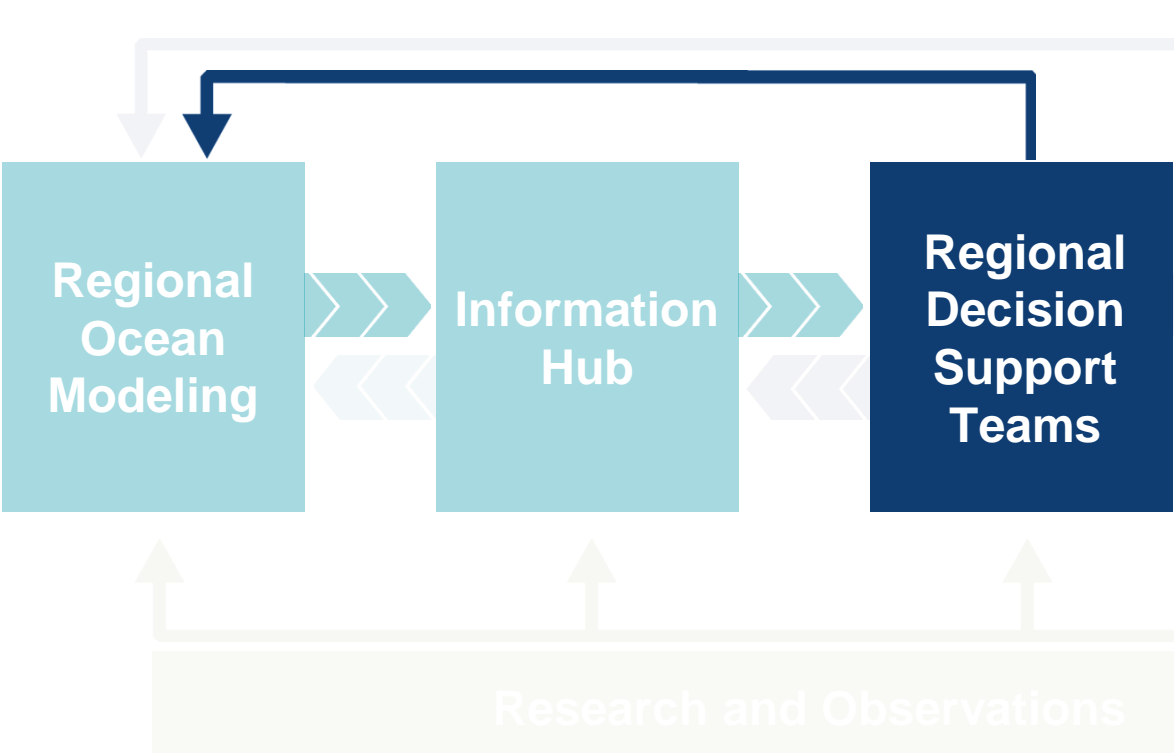 Regional
Ocean
Modeling
Information
Hub
Regional
Decision
Support
Teams
Research and Observations